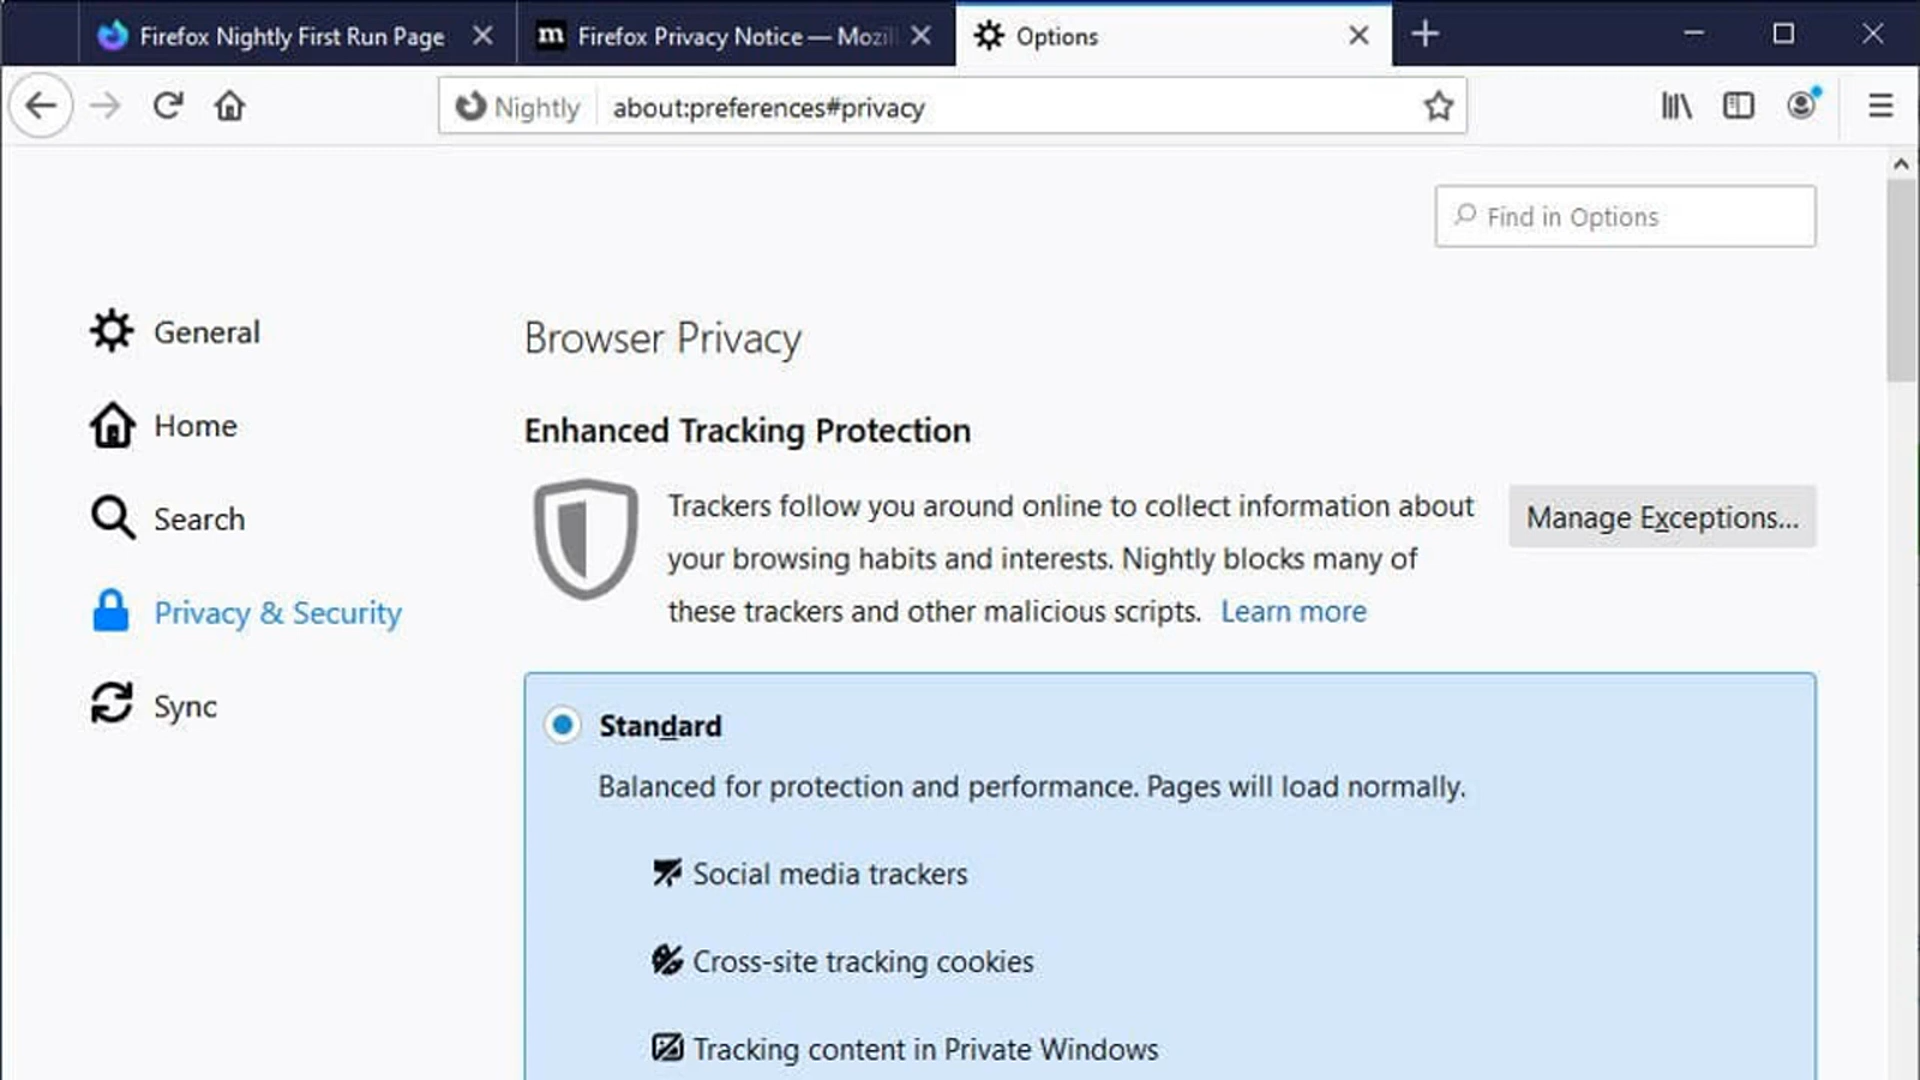 Firefox Nightly First Run Page
Firefox Privacy Notice — Mozil
Options
Nightly
about:preferences#privacy
Find in Options
General
Home
Search
Privacy & Security
Sync
Browser Privacy
Enhanced Tracking Protection
Trackers follow you around online to collect information about
your browsing habits and interests. Nightly blocks many of
these trackers and other malicious scripts. Learn more
Manage Exceptions...
Standard
Balanced for protection and performance. Pages will load normally.
Social media trackers
Cross-site tracking cookies
Tracking content in Private Windows